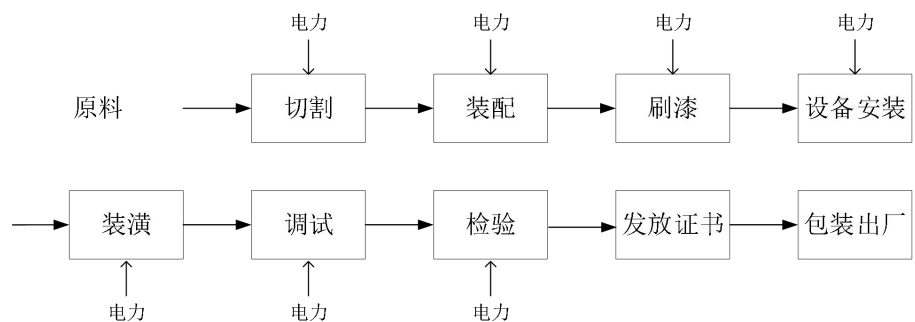 电力 电力 电力 电力
原料 切割 装配 刷漆 设备安装
装潢 调试 检验 发放证书 包装出厂
电力 电力 电力